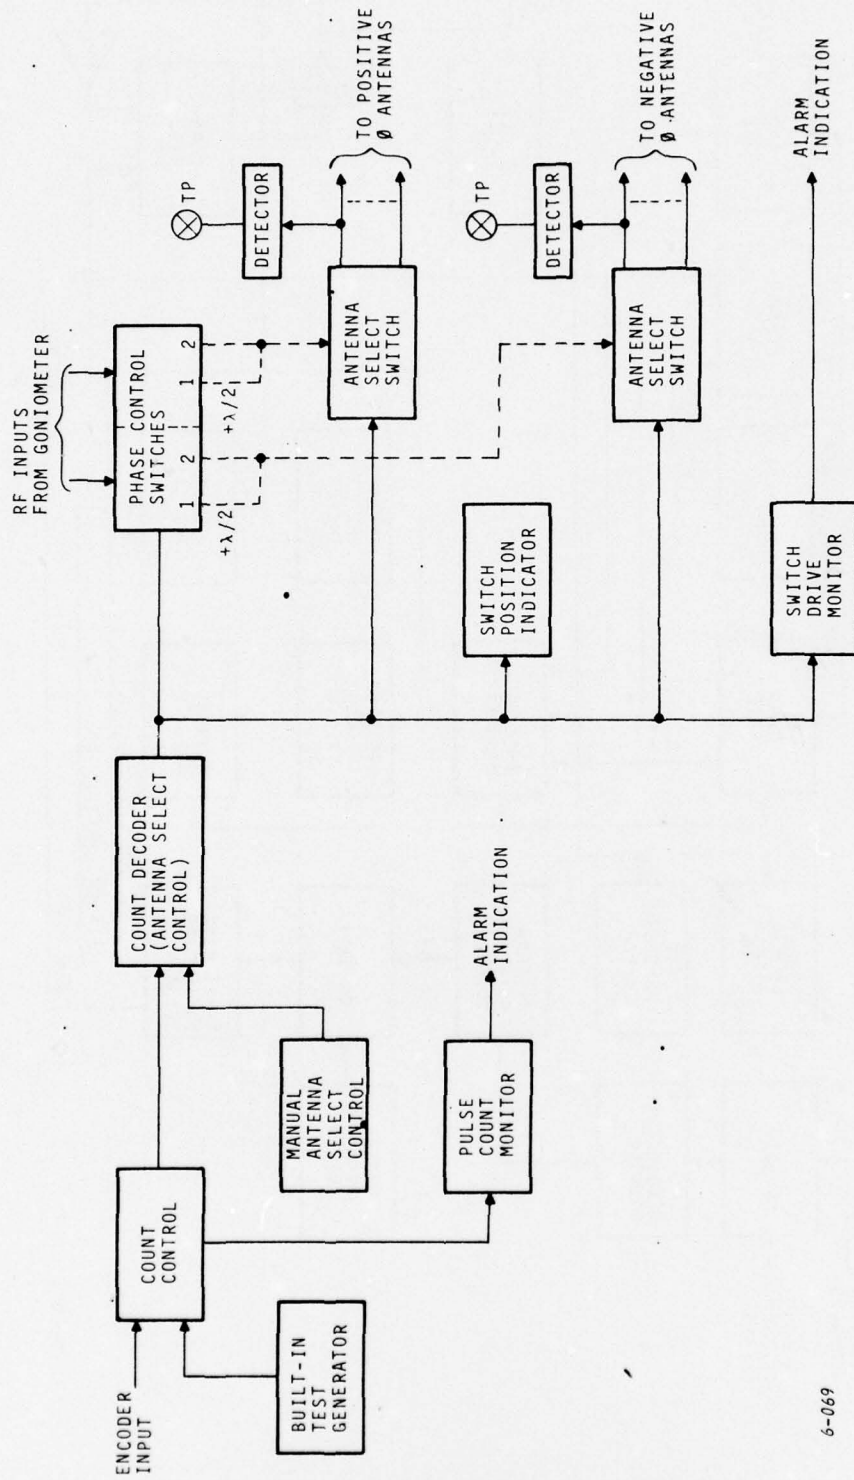 RF INPUTS
FROM GONIOMETER
PHASE CONTROL
SWITCHES
1
2
1
2
+λ/2
+λ/2
TP
DETECTOR
ANTENNA
SELECT
SWITCH
TO POSITIVE
Ø ANTENNAS
TP
DETECTOR
ANTENNA
SELECT
SWITCH
TO NEGATIVE
Ø ANTENNAS
SWITCH
POSITION
INDICATOR
SWITCH
DRIVE
MONITOR
ALARM
INDICATION
COUNT DECODER
(ANTENNA SELECT
CONTROL)
MANUAL
ANTENNA
SELECT
CONTROL
PULSE
COUNT
MONITOR
ALARM
INDICATION
COUNT
CONTROL
ENCODER
INPUT
BUILT-IN
TEST
GENERATOR
6-069